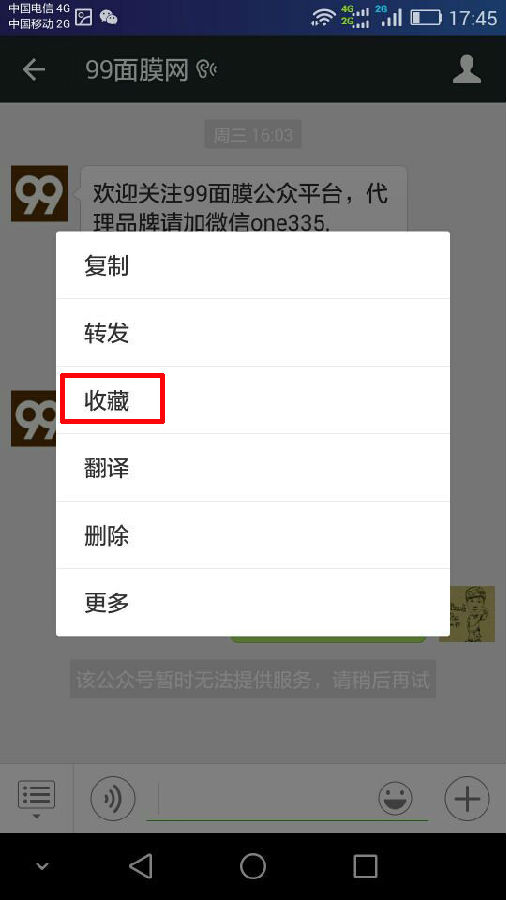 中国电信 4G
中国移动 2G
4G
2G
2G
17:45
99面膜网
周三 16:03
99
欢迎关注99面膜公众平台，代
理品牌请加微信one335.
复制
转发
99
收藏
翻译
删除
更多
该公众号暂时无法提供服务，请稍后再试